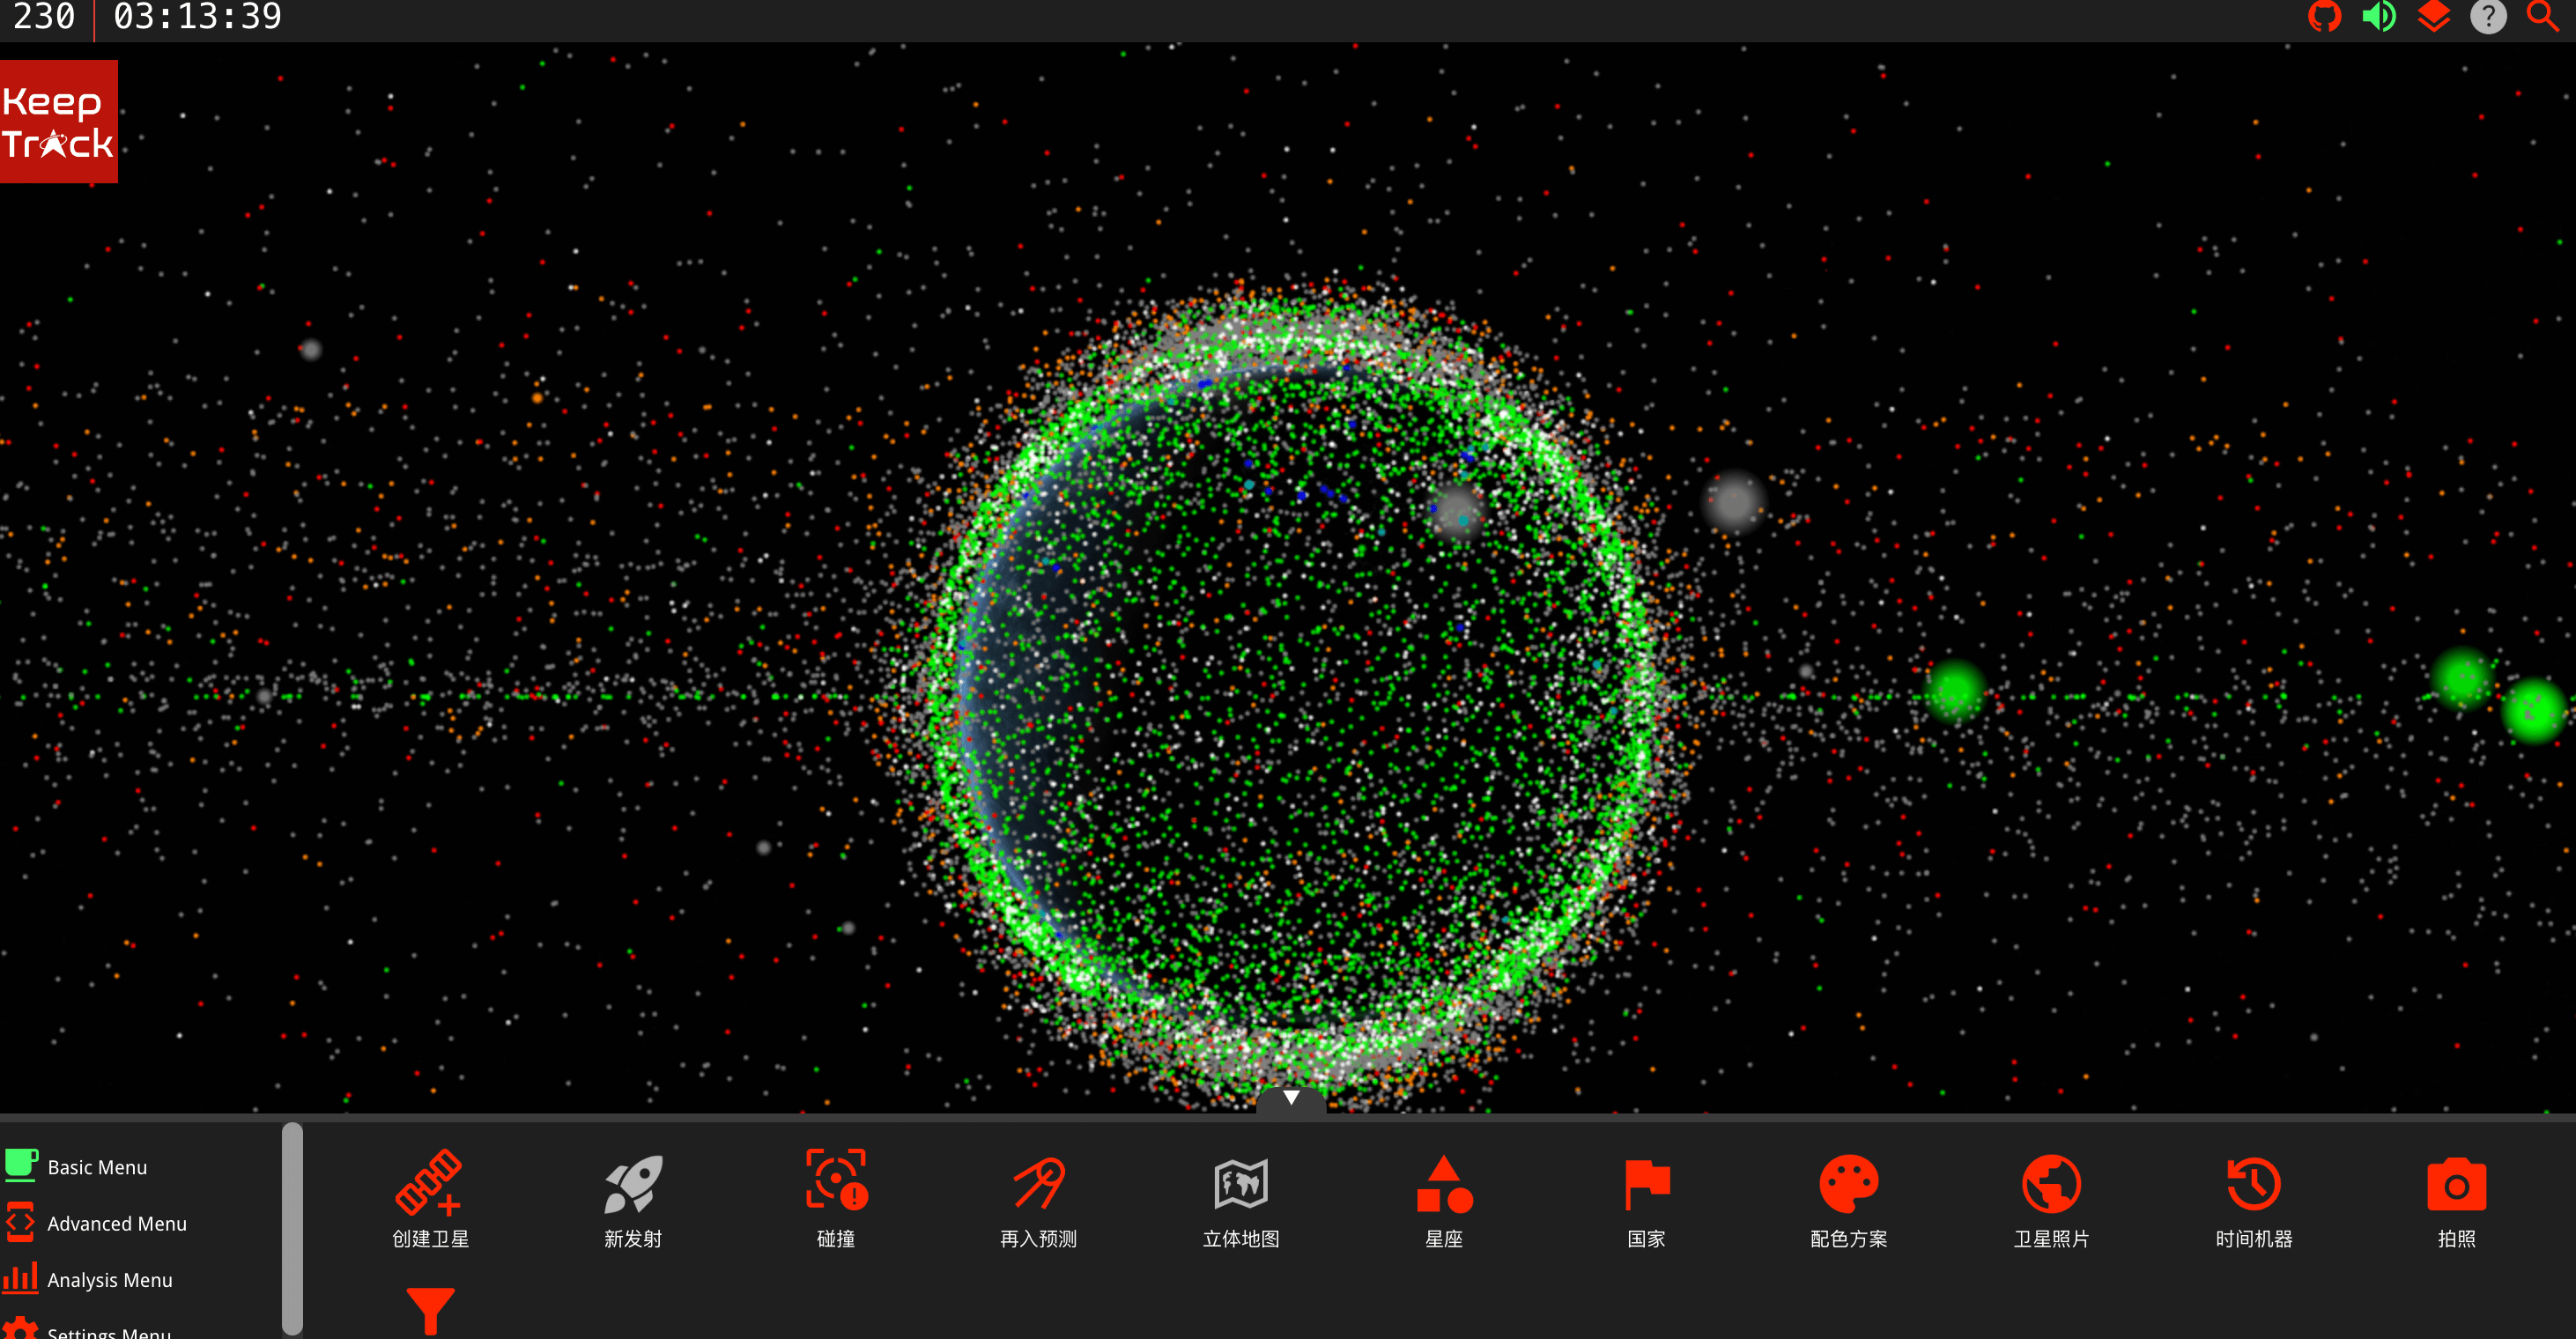 230 03:13:39
Keep
Track
Basic Menu
Advanced Menu
Analysis Menu
Settings Menu
创建卫星
新发射
碰撞
再入预测
立体地图
星座
国家
配色方案
卫星照片
时间机器
拍照